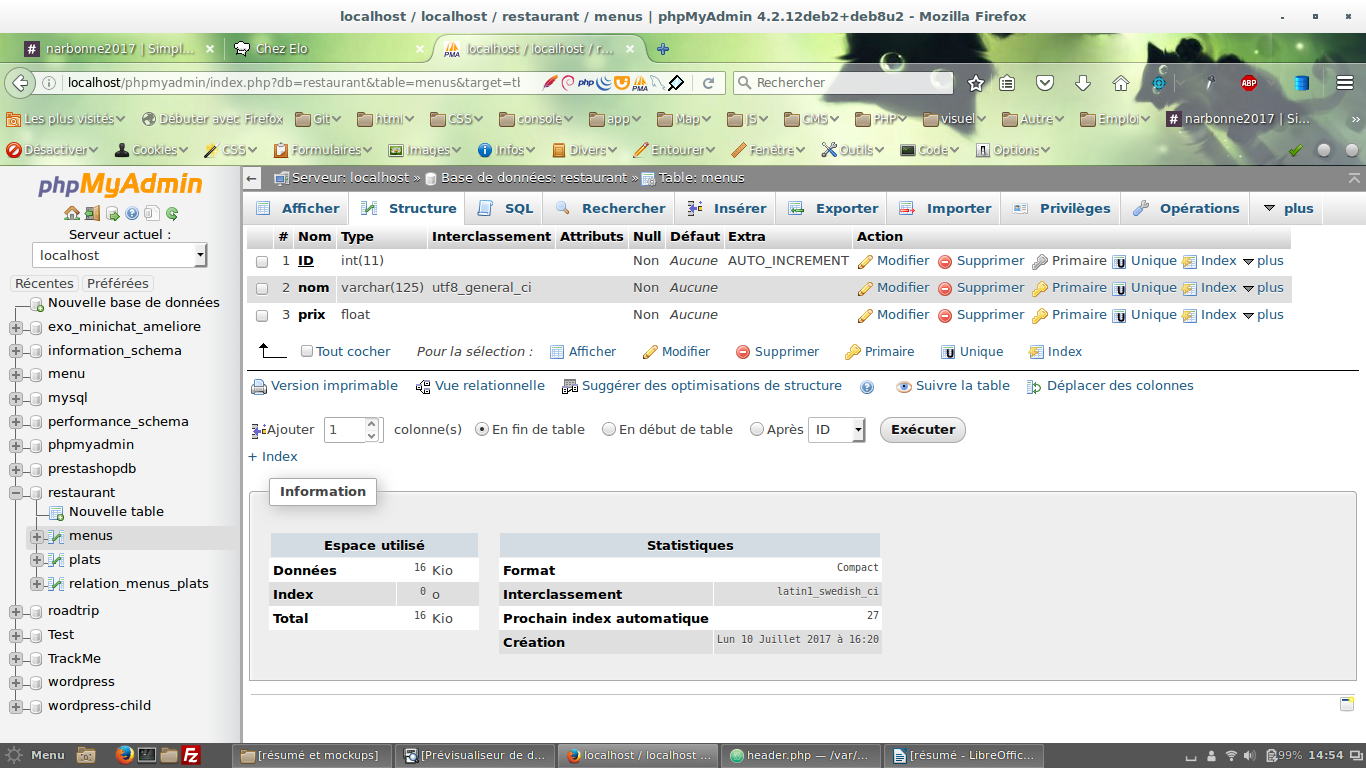 localhost / localhost / restaurant / menus | phpMyAdmin 4.2.12deb2+deb8u2 - Mozilla Firefox
narbonne2017 | Simpl... Chez Elo PMA localhost / localhost / r...
localhost/phpmyadmin/index.php?db=restaurant&table=menus&target=tb php PMA Rechercher ABP
Les plus visités Débuter avec Firefox Git html CSS console app Map JS CMS PHP visuel Autre Emploi narbonne2017 | Si... »
Désactiver Cookies CSS Formulaires Images Infos Divers Entourer Fenêtre Outils Code Options
phpMyAdmin
Serveur actuel :
localhost
Récentes Préférées
Nouvelle base de données
exo_minichat_ameliore
information_schema
menu
mysql
performance_schema
phpmyadmin
prestashopdb
restaurant
Nouvelle table
menus
plats
relation_menus_plats
roadtrip
Test
TrackMe
wordpress
wordpress-child
Serveur: localhost » Base de données: restaurant » Table: menus
Afficher Structure SQL Rechercher Insérer Exporter Importer Privilèges Opérations plus
# Nom Type Interclassement Attributs Null Défaut Extra Action
1 ID int(11) Non Aucune AUTO_INCREMENT Modifier Supprimer Primaire Unique Index plus
2 nom varchar(125) utf8_general_ci Non Aucune Modifier Supprimer Primaire Unique Index plus
3 prix float Non Aucune Modifier Supprimer Primaire Unique Index plus
Tout cocher Pour la sélection : Afficher Modifier Supprimer Primaire Unique Index
Version imprimable Vue relationnelle Suggérer des optimisations de structure Suivre la table Déplacer des colonnes
Ajouter 1 colonne(s) En fin de table En début de table Après ID Exécuter
+ Index
Information
Espace utilisé
Données 16 Kio
Index 0 o
Total 16 Kio
Statistiques
Format Compact
Interclassement latin1_swedish_ci
Prochain index automatique 27
Création Lun 10 Juillet 2017 à 16:20
Menu [résumé et mockups] [Prévisualiseur de d... localhost / localhost ... header.php — /var/... [résumé - LibreOffic... 99% 14:54